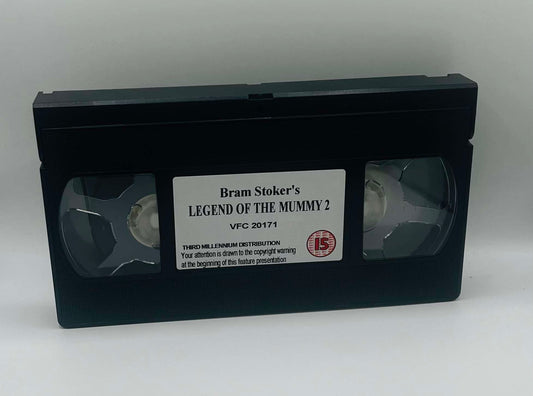 Bram Stoker's
LEGEND OF THE MUMMY 2
VFC 20171
15
THIRD MILLENNIUM DISTRIBUTION
Your attention is drawn to the copyright warning
at the beginning of this feature presentation